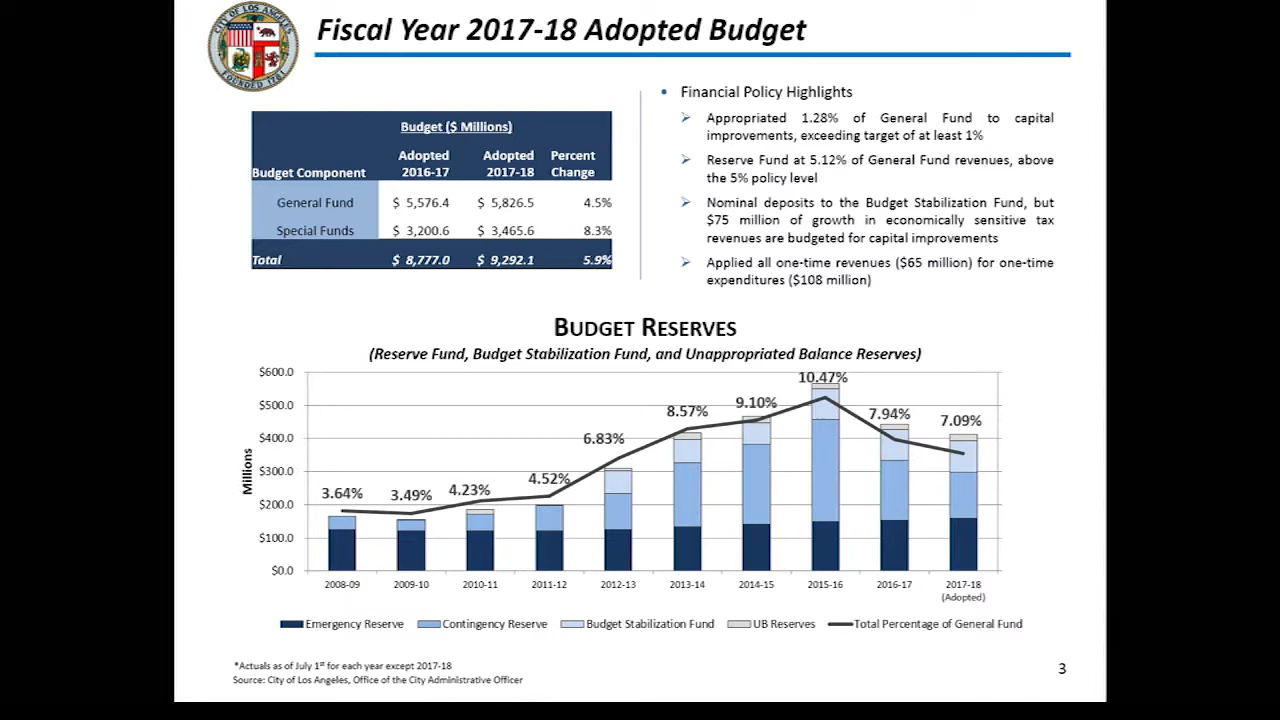 CITY OF LOS ANGELES
FOUNDED 1781
Fiscal Year 2017-18 Adopted Budget
Budget ($ Millions)
Budget Component Adopted 2016-17 Adopted 2017-18 Percent Change
General Fund $ 5,576.4 $ 5,826.5 4.5%
Special Funds $ 3,200.6 $ 3,465.6 8.3%
Total $ 8,777.0 $ 9,292.1 5.9%
• Financial Policy Highlights
Appropriated 1.28% of General Fund to capital
improvements, exceeding target of at least 1%
Reserve Fund at 5.12% of General Fund revenues, above
the 5% policy level
Nominal deposits to the Budget Stabilization Fund, but
$75 million of growth in economically sensitive tax
revenues are budgeted for capital improvements
Applied all one-time revenues ($65 million) for one-time
expenditures ($108 million)
BUDGET RESERVES
(Reserve Fund, Budget Stabilization Fund, and Unappropriated Balance Reserves)
Millions
$600.0
$500.0
$400.0
$300.0
$200.0
$100.0
$0.0
3.64% 3.49% 4.23% 4.52% 6.83% 8.57% 9.10% 10.47% 7.94% 7.09%
2008-09 2009-10 2010-11 2011-12 2012-13 2013-14 2014-15 2015-16 2016-17 2017-18
(Adopted)
Emergency Reserve Contingency Reserve Budget Stabilization Fund UB Reserves Total Percentage of General Fund
*Actuals as of July 1st for each year except 2017-18
Source: City of Los Angeles, Office of the City Administrative Officer
3